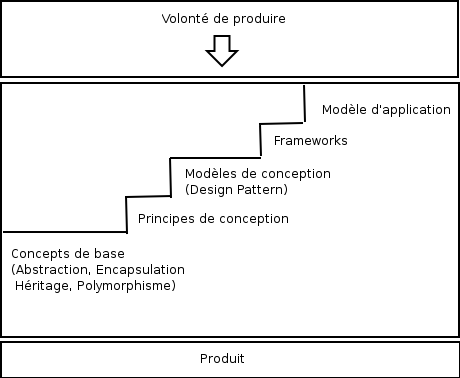 Volonté de produire
Modèle d'application
Frameworks
Modèles de conception
(Design Pattern)
Principes de conception
Concepts de base
(Abstraction, Encapsulation
Héritage, Polymorphisme)
Produit